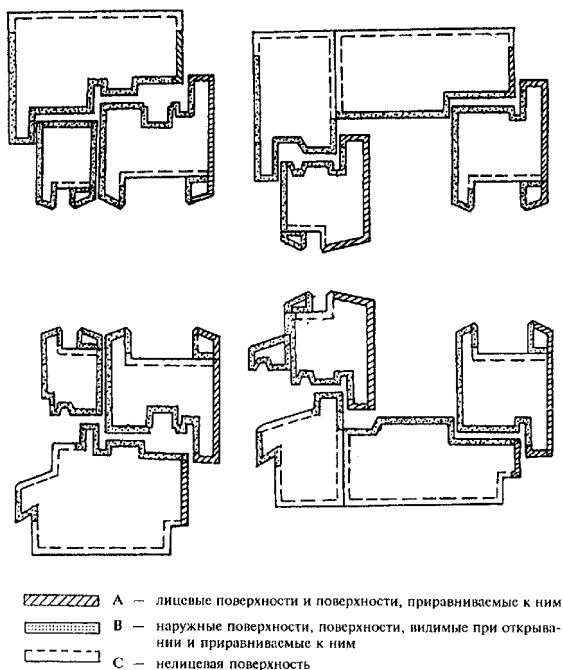 А — лицевые поверхности и поверхности, приравниваемые к ним
В — наружные поверхности, поверхности, видимые при открыва-
нии и приравниваемые к ним
С — нелицевая поверхность